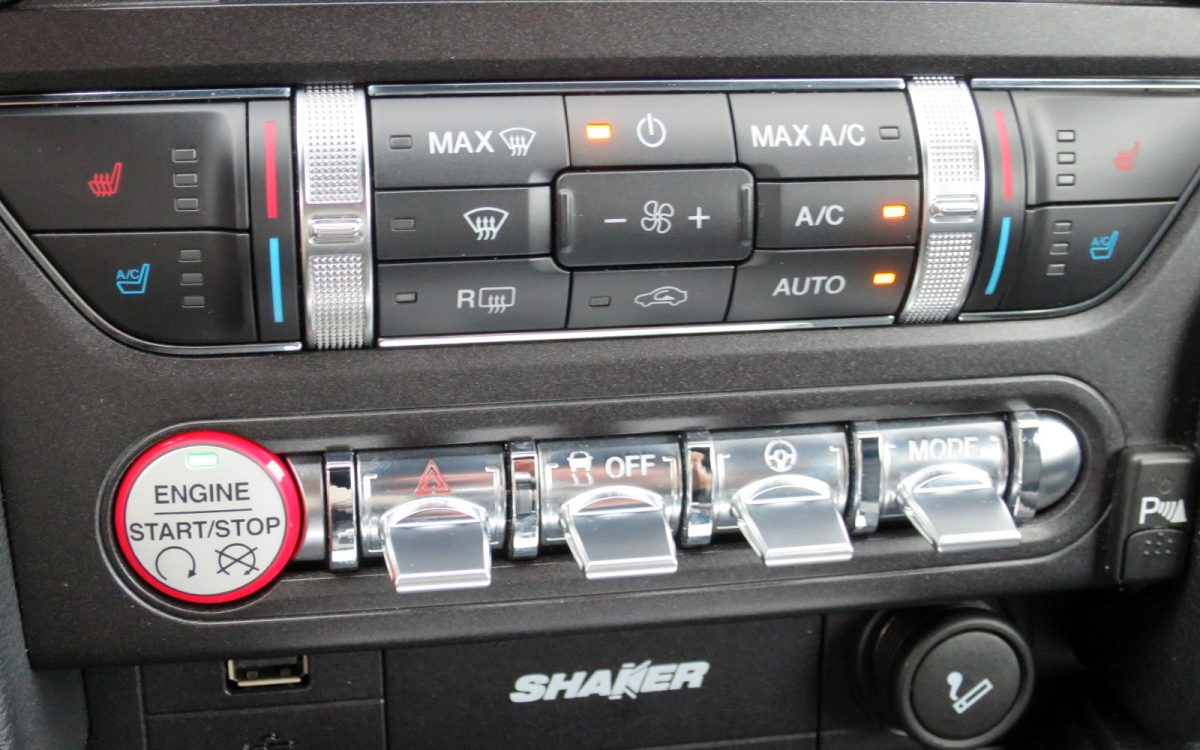 MAX
MAX A/C
A/C
A/C
A/C
R
AUTO
ENGINE
START/STOP
OFF
MODE
P
SHAKER